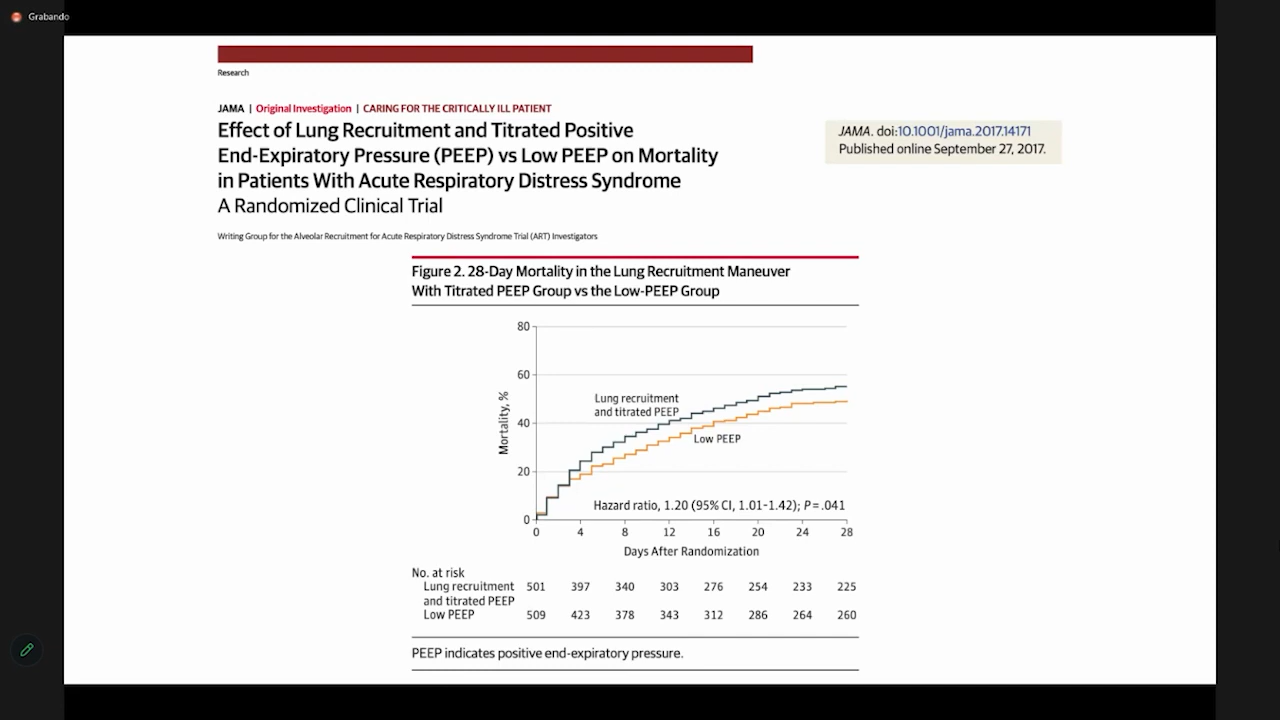 Grabando
Research
JAMA | Original Investigation | CARING FOR THE CRITICALLY ILL PATIENT
Effect of Lung Recruitment and Titrated Positive
End-Expiratory Pressure (PEEP) vs Low PEEP on Mortality
in Patients With Acute Respiratory Distress Syndrome
A Randomized Clinical Trial
Writing Group for the Alveolar Recruitment for Acute Respiratory Distress Syndrome Trial (ART) Investigators
JAMA. doi:10.1001/jama.2017.14171
Published online September 27, 2017.
Figure 2. 28-Day Mortality in the Lung Recruitment Maneuver
With Titrated PEEP Group vs the Low-PEEP Group
80
60
40
20
0
Mortality, %
Lung recruitment
and titrated PEEP
Low PEEP
Hazard ratio, 1.20 (95% CI, 1.01-1.42); P = .041
0 4 8 12 16 20 24 28
Days After Randomization
No. at risk
Lung recruitment 501 397 340 303 276 254 233 225
and titrated PEEP
Low PEEP 509 423 378 343 312 286 264 260
PEEP indicates positive end-expiratory pressure.